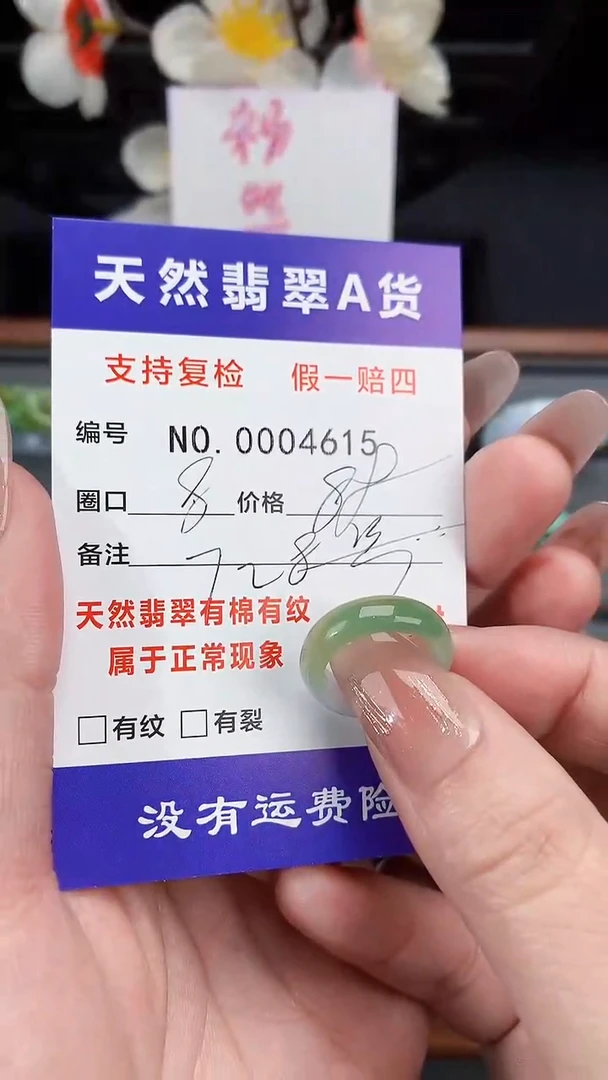 天然翡翠A货
支持复检 假一赔四
编号 NO.0004615
圈口 价格
备注 728
天然翡翠有棉有纹
属于正常现象
□有纹 □有裂
没有运费险